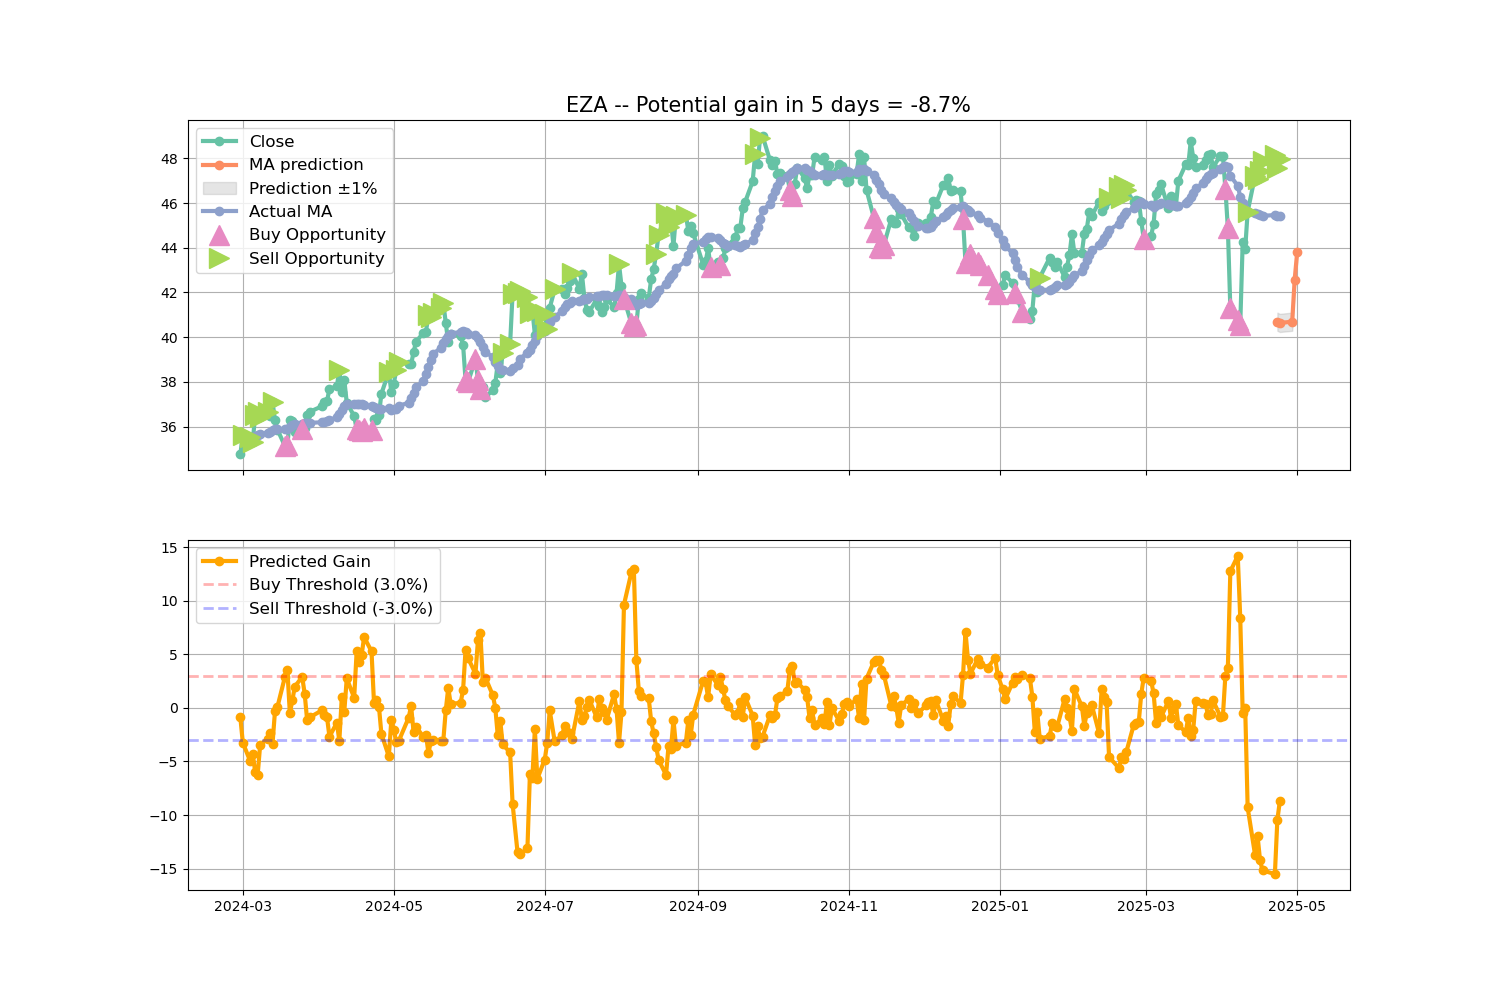 EZA -- Potential gain in 5 days = -8.7%
Close
MA prediction
Prediction ±1%
Actual MA
Buy Opportunity
Sell Opportunity
48
46
44
42
40
38
36
Predicted Gain
Buy Threshold (3.0%)
Sell Threshold (-3.0%)
15
10
5
0
−5
−10
−15
2024-03 2024-05 2024-07 2024-09 2024-11 2025-01 2025-03 2025-05